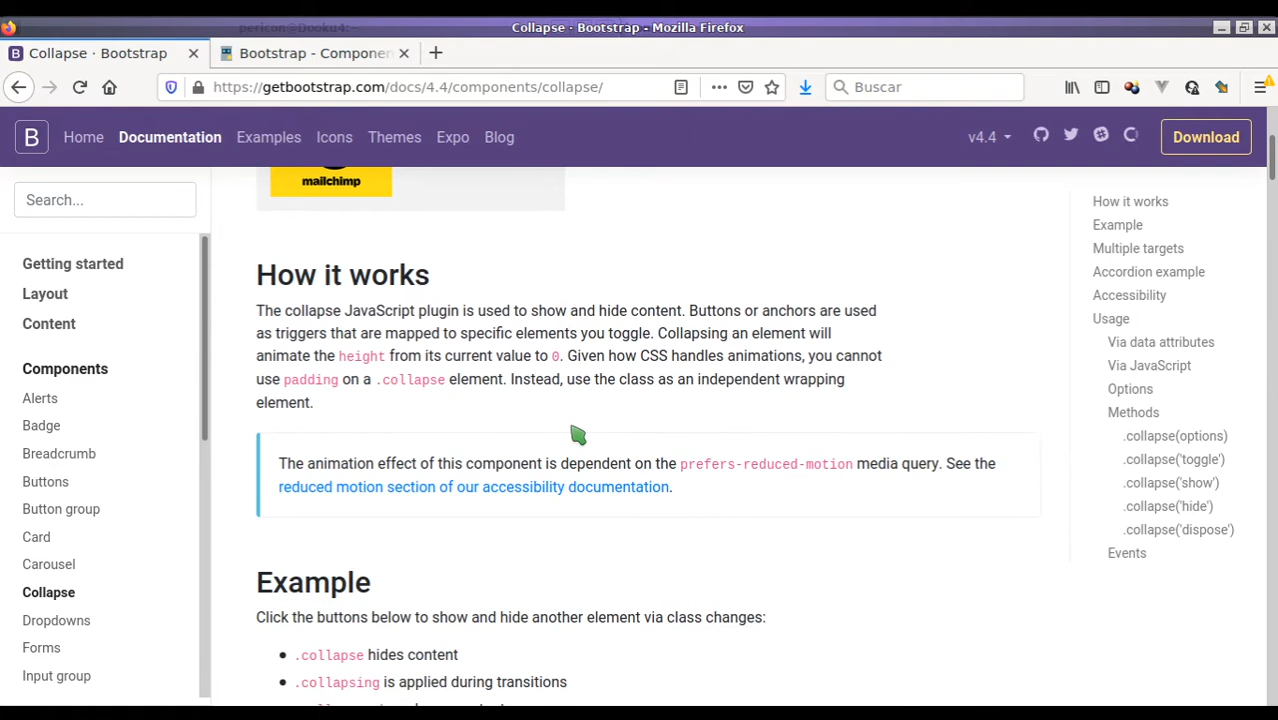 pericon@Dooku4:~
Collapse · Bootstrap - Mozilla Firefox
Collapse · Bootstrap
Bootstrap - Componen
https://getbootstrap.com/docs/4.4/components/collapse/
Buscar
B Home Documentation Examples Icons Themes Expo Blog
v4.4
Download
mailchimp
Search...
Getting started
Layout
Content
Components
Alerts
Badge
Breadcrumb
Buttons
Button group
Card
Carousel
Collapse
Dropdowns
Forms
Input group
How it works
The collapse JavaScript plugin is used to show and hide content. Buttons or anchors are used
as triggers that are mapped to specific elements you toggle. Collapsing an element will
animate the height from its current value to 0. Given how CSS handles animations, you cannot
use padding on a .collapse element. Instead, use the class as an independent wrapping
element.
The animation effect of this component is dependent on the prefers-reduced-motion media query. See the
reduced motion section of our accessibility documentation.
Example
Click the buttons below to show and hide another element via class changes:
.collapse hides content
.collapsing is applied during transitions
How it works
Example
Multiple targets
Accordion example
Accessibility
Usage
Via data attributes
Via JavaScript
Options
Methods
.collapse(options)
.collapse('toggle')
.collapse('show')
.collapse('hide')
.collapse('dispose')
Events